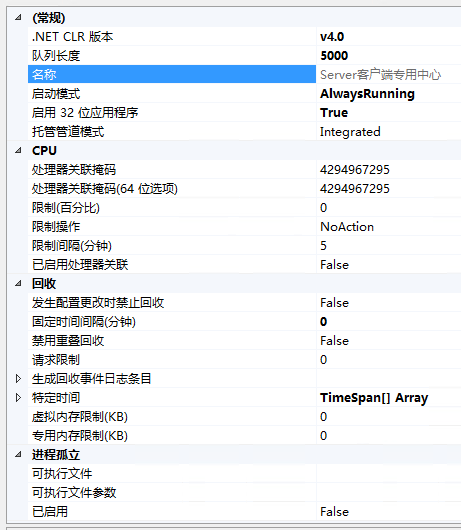 (常规)
.NET CLR 版本 v4.0
队列长度 5000
名称 Server客户端专用中心
启动模式 AlwaysRunning
启用 32 位应用程序 True
托管管道模式 Integrated
CPU
处理器关联掩码 4294967295
处理器关联掩码(64 位选项) 4294967295
限制(百分比) 0
限制操作 NoAction
限制间隔(分钟) 5
已启用处理器关联 False
回收
发生配置更改时禁止回收 False
固定时间间隔(分钟) 0
禁用重叠回收 False
请求限制 0
生成回收事件日志条目
特定时间 TimeSpan[] Array
虚拟内存限制(KB) 0
专用内存限制(KB) 0
进程孤立
可执行文件
可执行文件参数
已启用 False